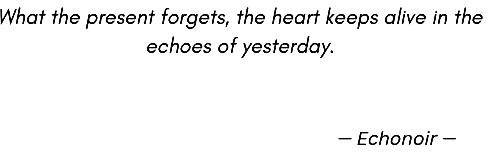 What the present forgets, the heart keeps alive in the
echoes of yesterday.
— Echonoir —